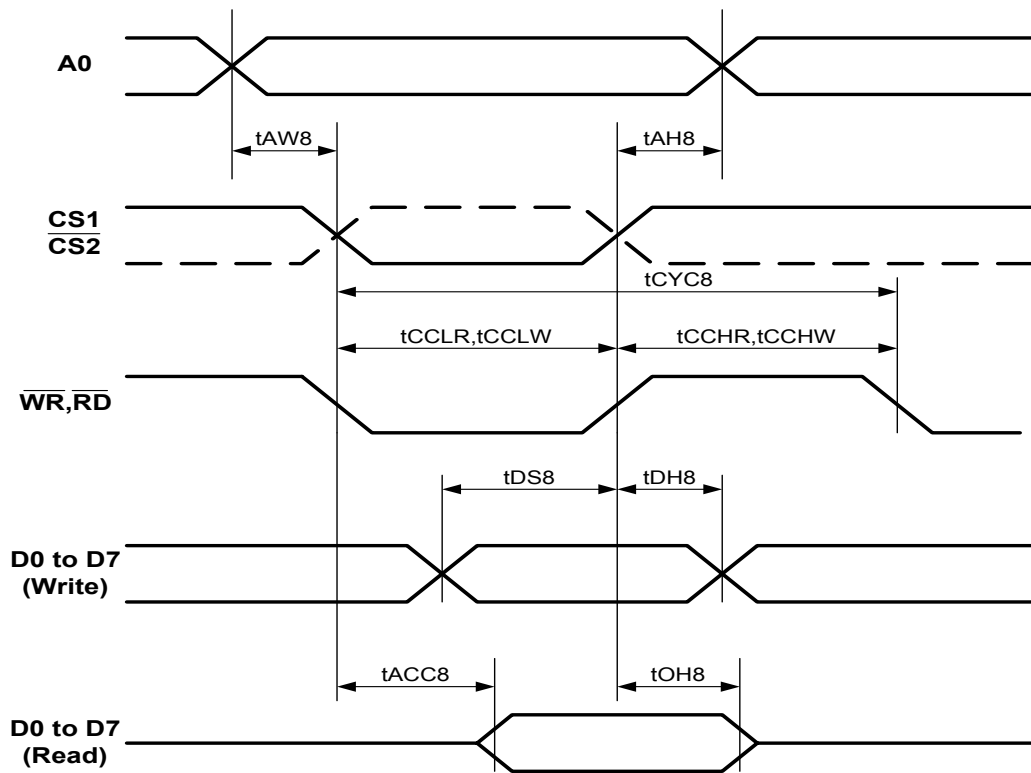 A0
tAW8
tAH8
CS1
CS2
tCYC8
tCCLR,tCCLW
tCCHR,tCCHW
WR,RD
tDS8
tDH8
D0 to D7
(Write)
tACC8
tOH8
D0 to D7
(Read)